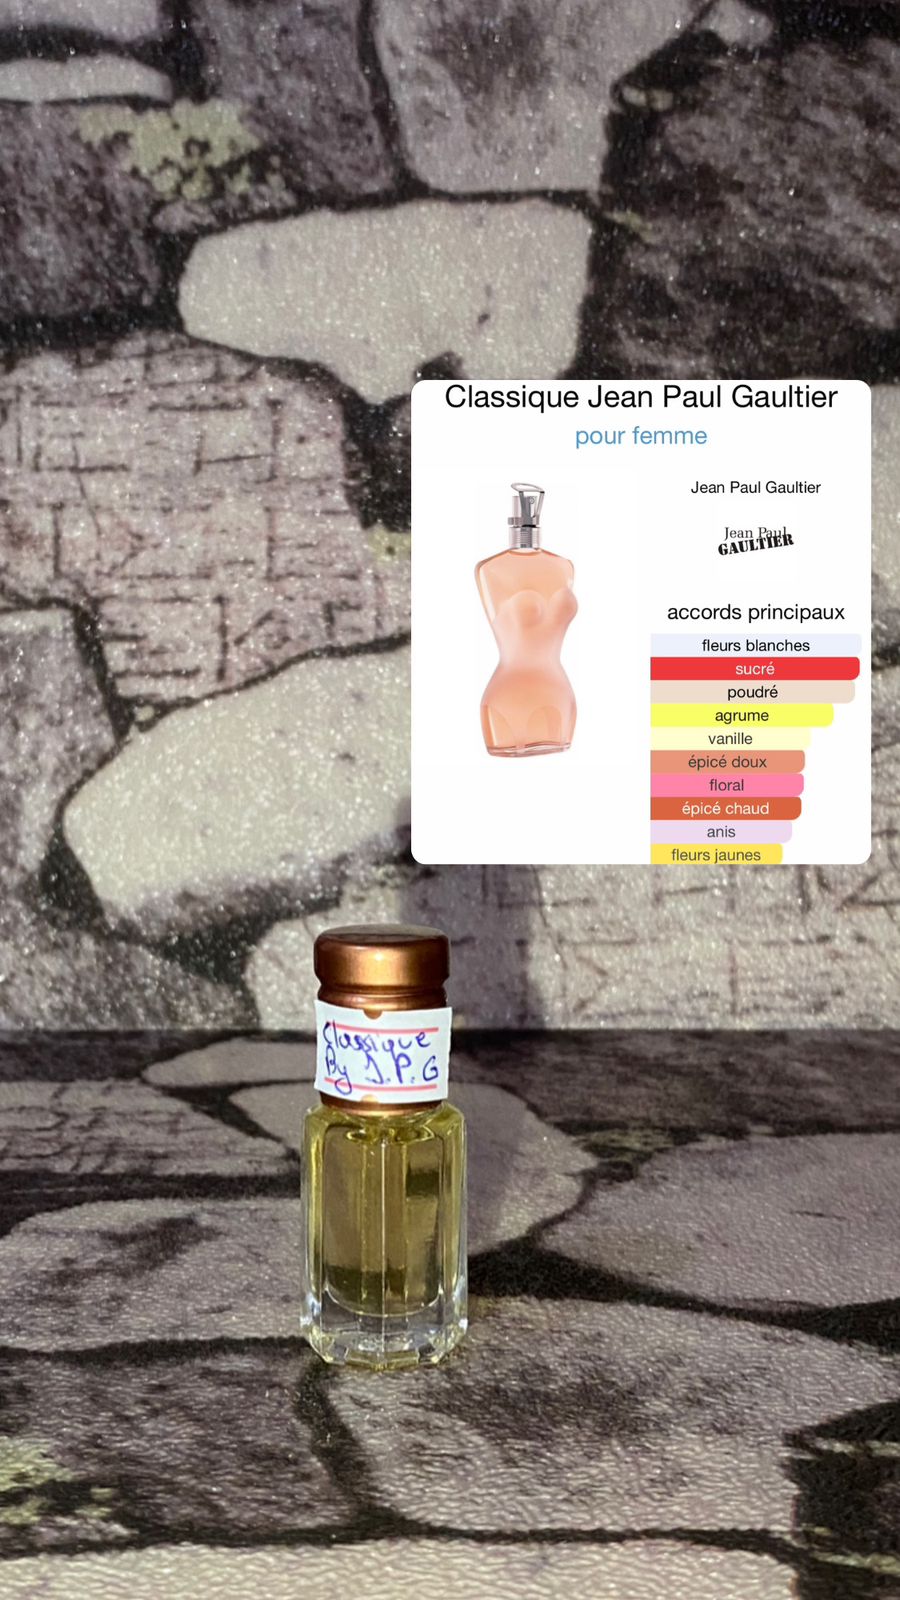 Classique Jean Paul Gaultier
pour femme
Jean Paul Gaultier
Jean Paul
GAULTIER
accords principaux
fleurs blanches
sucré
poudré
agrume
vanille
épicé doux
floral
épicé chaud
anis
fleurs jaunes
Classique
By J.P.G